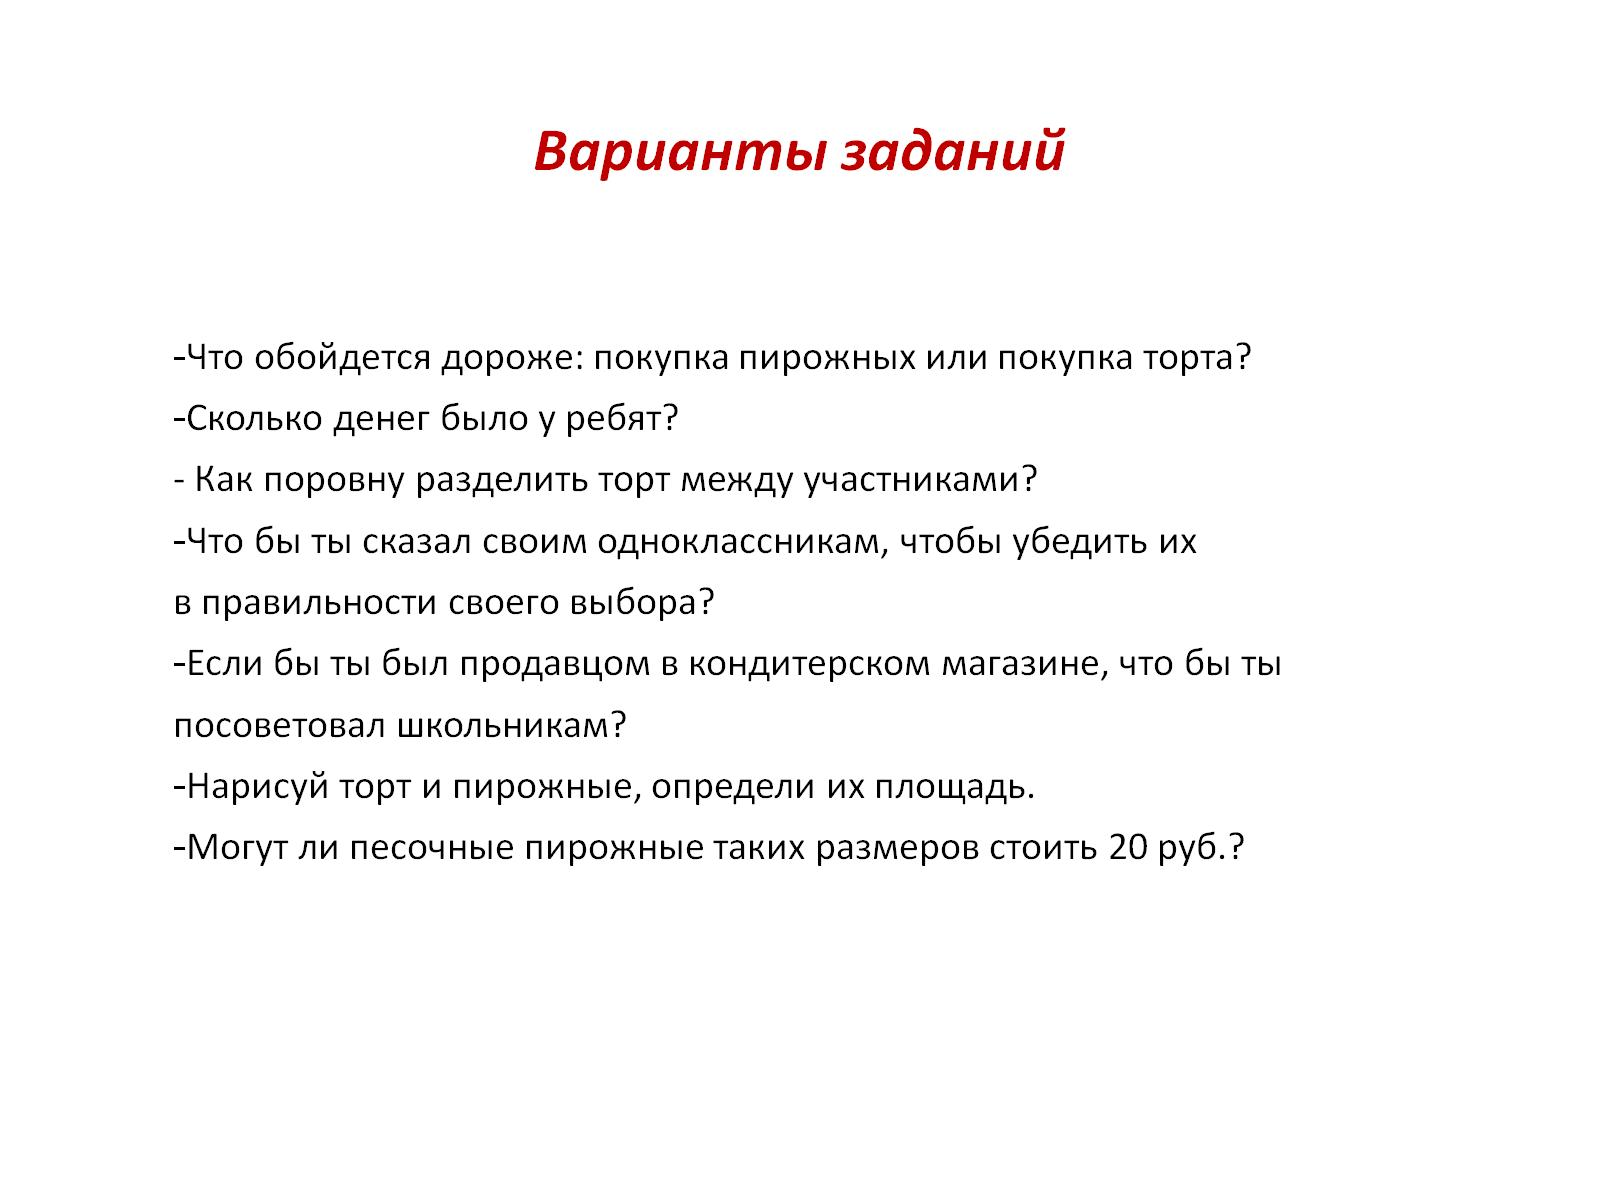 Варианты заданий
-Что обойдется дороже: покупка пирожных или покупка торта?
-Сколько денег было у ребят?
- Как поровну разделить торт между участниками?
-Что бы ты сказал своим одноклассникам, чтобы убедить их
в правильности своего выбора?
-Если бы ты был продавцом в кондитерском магазине, что бы ты
посоветовал школьникам?
-Нарисуй торт и пирожные, определи их площадь.
-Могут ли песочные пирожные таких размеров стоить 20 руб.?